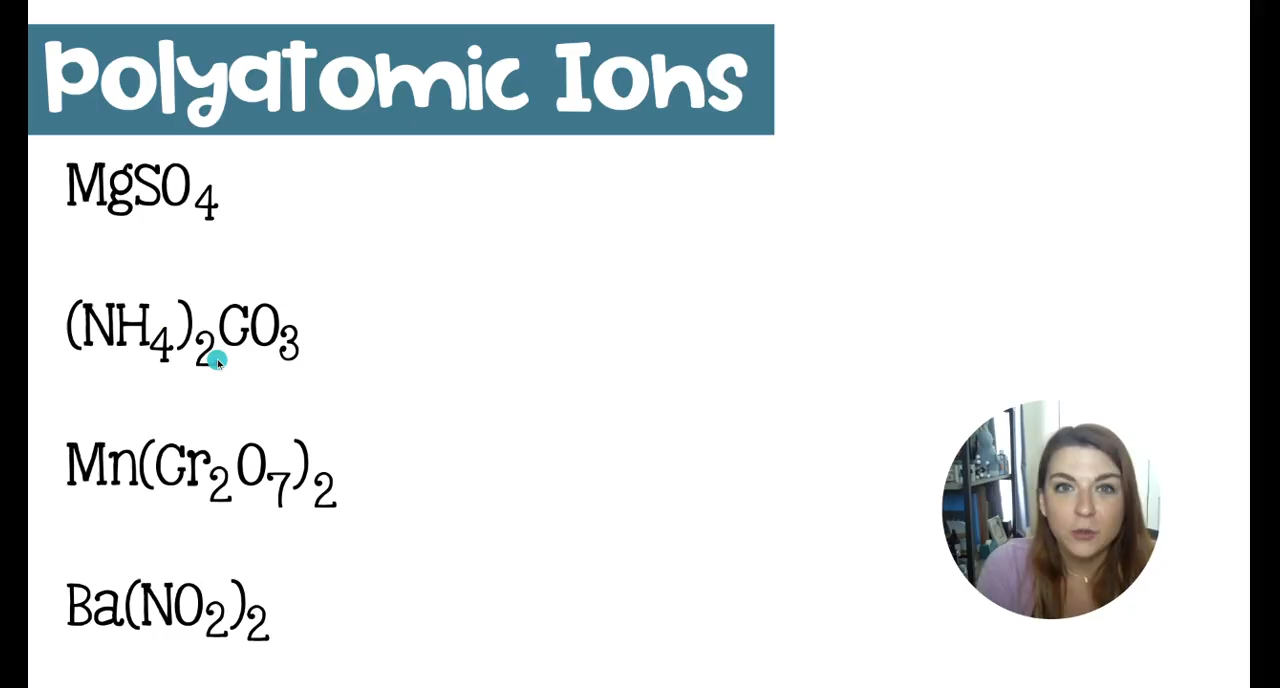 Polyatomic Ions
MgSO₄
(NH₄)₂CO₃
Mn(Cr₂O₇)₂
Ba(NO₂)₂